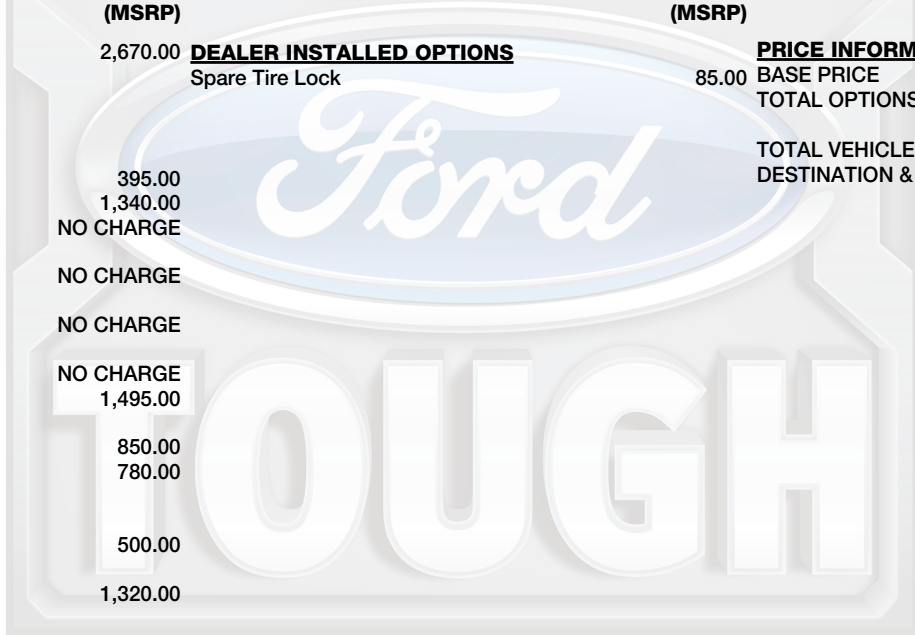 (MSRP) (MSRP)
2,670.00 DEALER INSTALLED OPTIONS PRICE INFORM
Spare Tire Lock 85.00 BASE PRICE
TOTAL OPTIONS
TOTAL VEHICLE
395.00 DESTINATION &
1,340.00
NO CHARGE
NO CHARGE
NO CHARGE
NO CHARGE
1,495.00
850.00
780.00
500.00
1,320.00
Ford
TOUGH